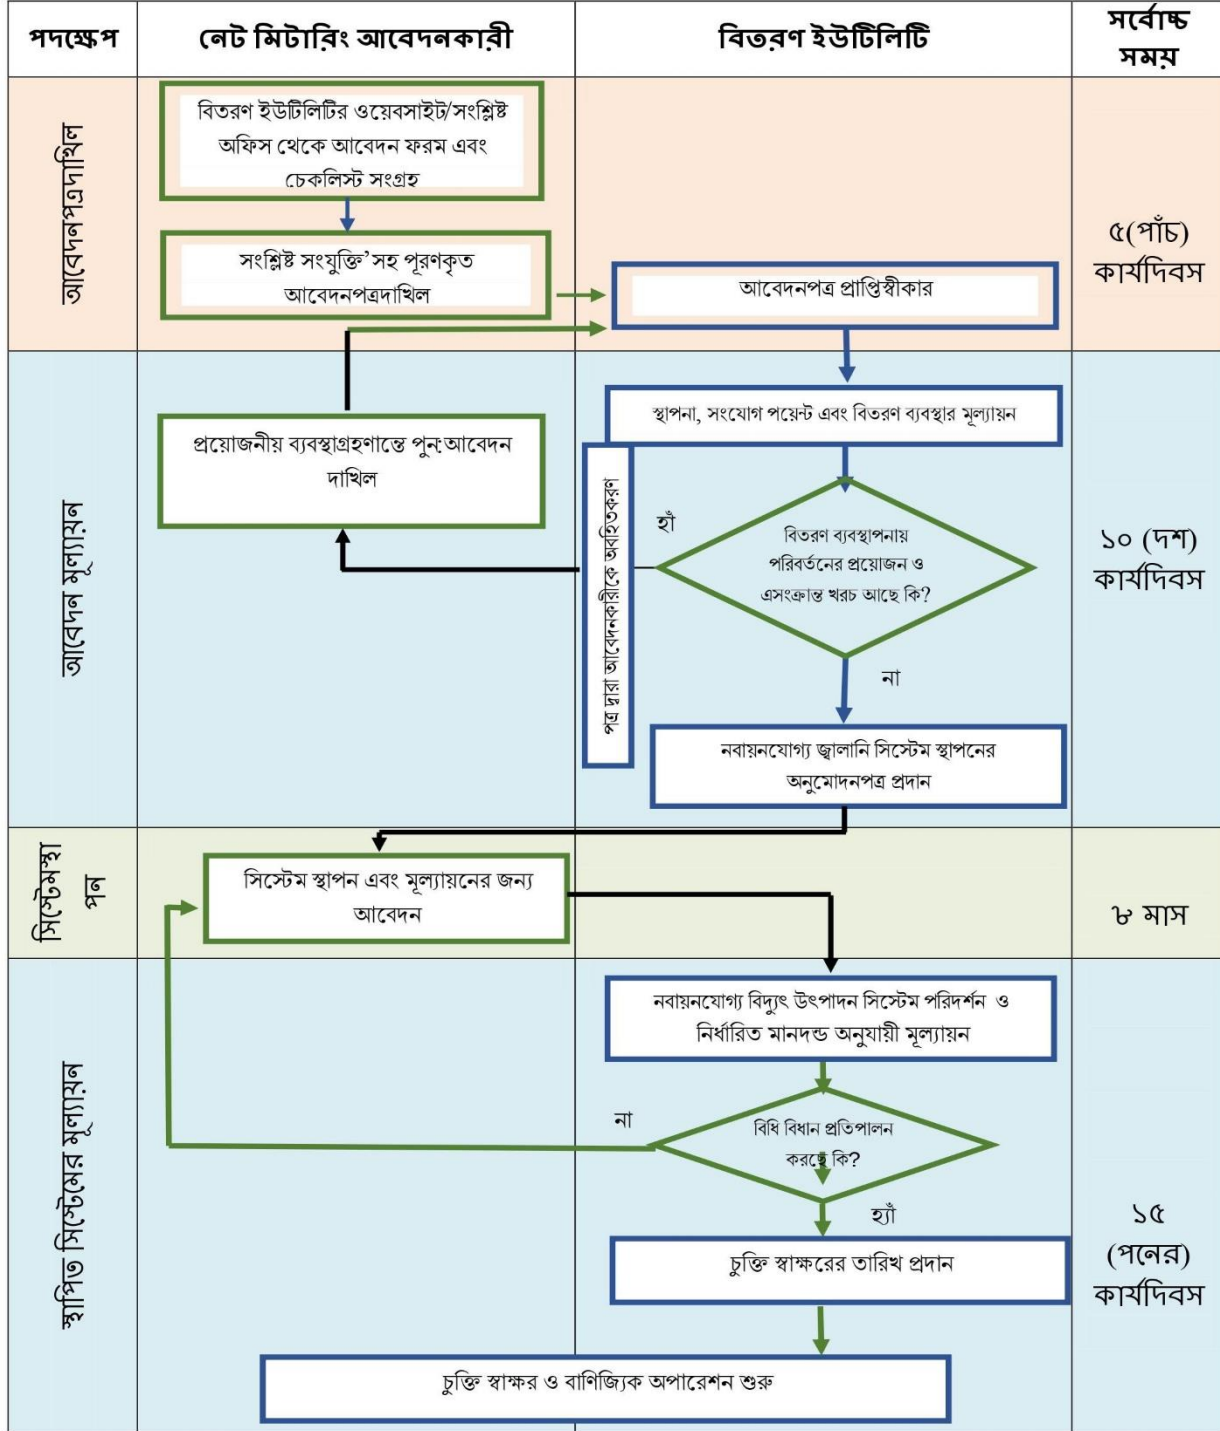 পদক্ষেপ
নেট মিটারিং আবেদনকারী
বিতরণ ইউটিলিটি
সর্বোচ্চ
সময়
আবেদনপত্রদাখিল
বিতরণ ইউটিলিটির ওয়েবসাইট/সংশ্লিষ্ট
অফিস থেকে আবেদন ফরম এবং
চেকলিস্ট সংগ্রহ
সংশ্লিষ্ট সংযুক্তি'সহ পূরণকৃত
আবেদনপত্রদাখিল
আবেদনপত্র প্রাপ্তিস্বীকার
৫(পাঁচ)
কার্যদিবস
আবেদন মূল্যায়ন
স্থাপনা, সংযোগ পয়েন্ট এবং বিতরণ ব্যবস্থার মূল্যায়ন
প্রয়োজনীয় ব্যবস্থাগ্রহণান্তে পুন:আবেদন
দাখিল
পত্র দ্বারা আবেদনকারীকে অবহিতকরণ
হাঁ
বিতরণ ব্যবস্থাপনায়
পরিবর্তনের প্রয়োজন ও
এসংক্রান্ত খরচ আছে কি?
না
নবায়নযোগ্য জ্বালানি সিস্টেম স্থাপনের
অনুমোদনপত্র প্রদান
১০ (দশ)
কার্যদিবস
সিস্টেমস্থা
পন
সিস্টেম স্থাপন এবং মূল্যায়নের জন্য
আবেদন
৮ মাস
স্থাপিত সিস্টেমের মূল্যায়ন
নবায়নযোগ্য বিদ্যুৎ উৎপাদন সিস্টেম পরিদর্শন ও
নির্ধারিত মানদন্ড অনুযায়ী মূল্যায়ন
না
বিধি বিধান প্রতিপালন
করছে কি?
হ্যাঁ
চুক্তি স্বাক্ষরের তারিখ প্রদান
চুক্তি স্বাক্ষর ও বাণিজ্যিক অপারেশন শুরু
১৫
(পনের)
কার্যদিবস